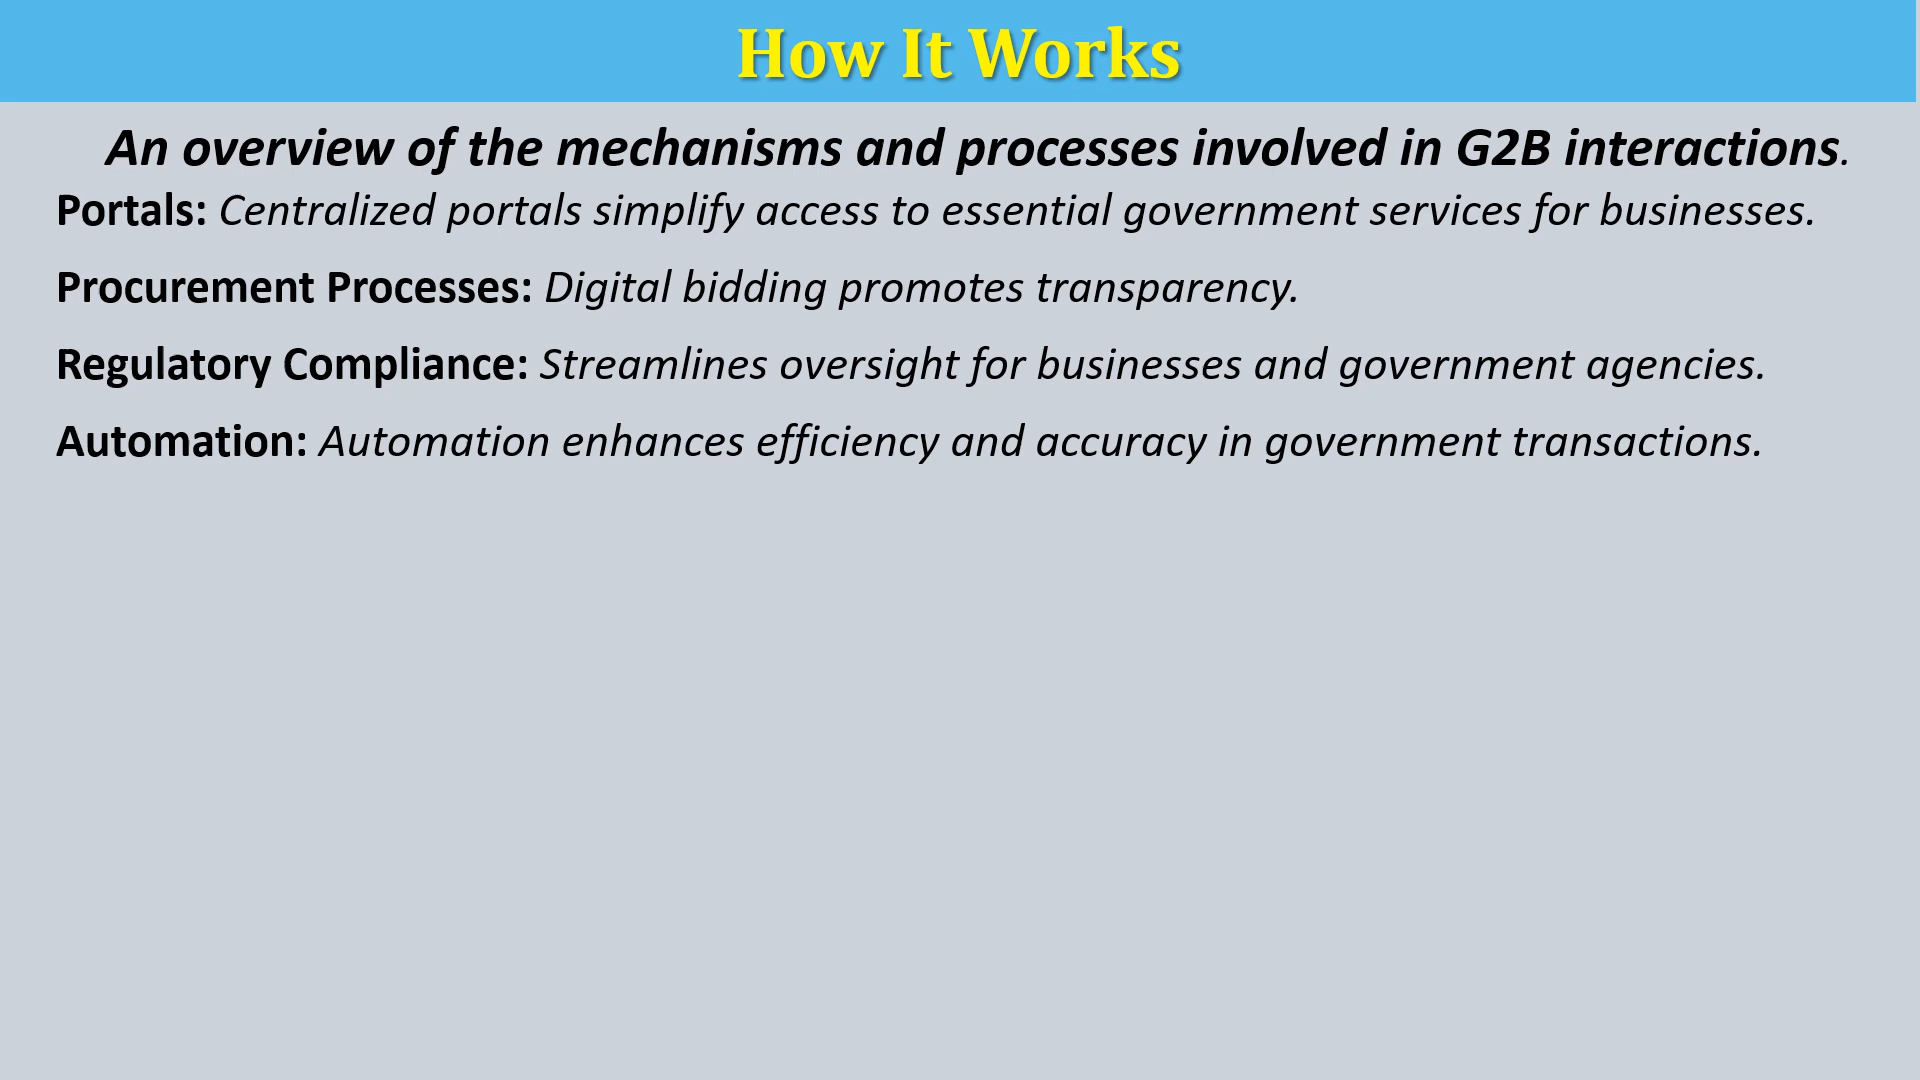 How It Works
An overview of the mechanisms and processes involved in G2B interactions.
Portals: Centralized portals simplify access to essential government services for businesses.
Procurement Processes: Digital bidding promotes transparency.
Regulatory Compliance: Streamlines oversight for businesses and government agencies.
Automation: Automation enhances efficiency and accuracy in government transactions.